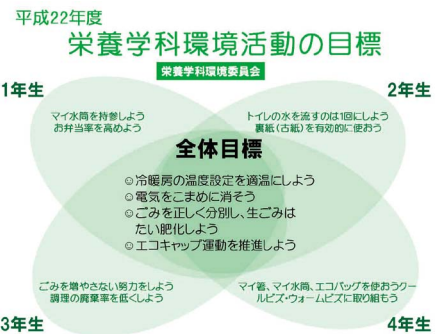 平成22年度
栄養学科環境活動の目標
栄養学科環境委員会
1年生
2年生
マイ水筒を持参しよう
お弁当率を高めよう
トイレの水を流すのは1回にしよう
裏紙(古紙)を有効的に使おう
全体目標
☺冷暖房の温度設定を適温にしよう
☺電気をこまめに消そう
☺ごみを正しく分別し、生ごみは
たい肥化しよう
☺エコキャップ運動を推進しよう
ごみを増やさない努力をしよう
調理の廃棄率を低くしよう
マイ箸、マイ水筒、エコバッグを使おうクー
ルビズ・ウォームビズに取り組もう
3年生
4年生